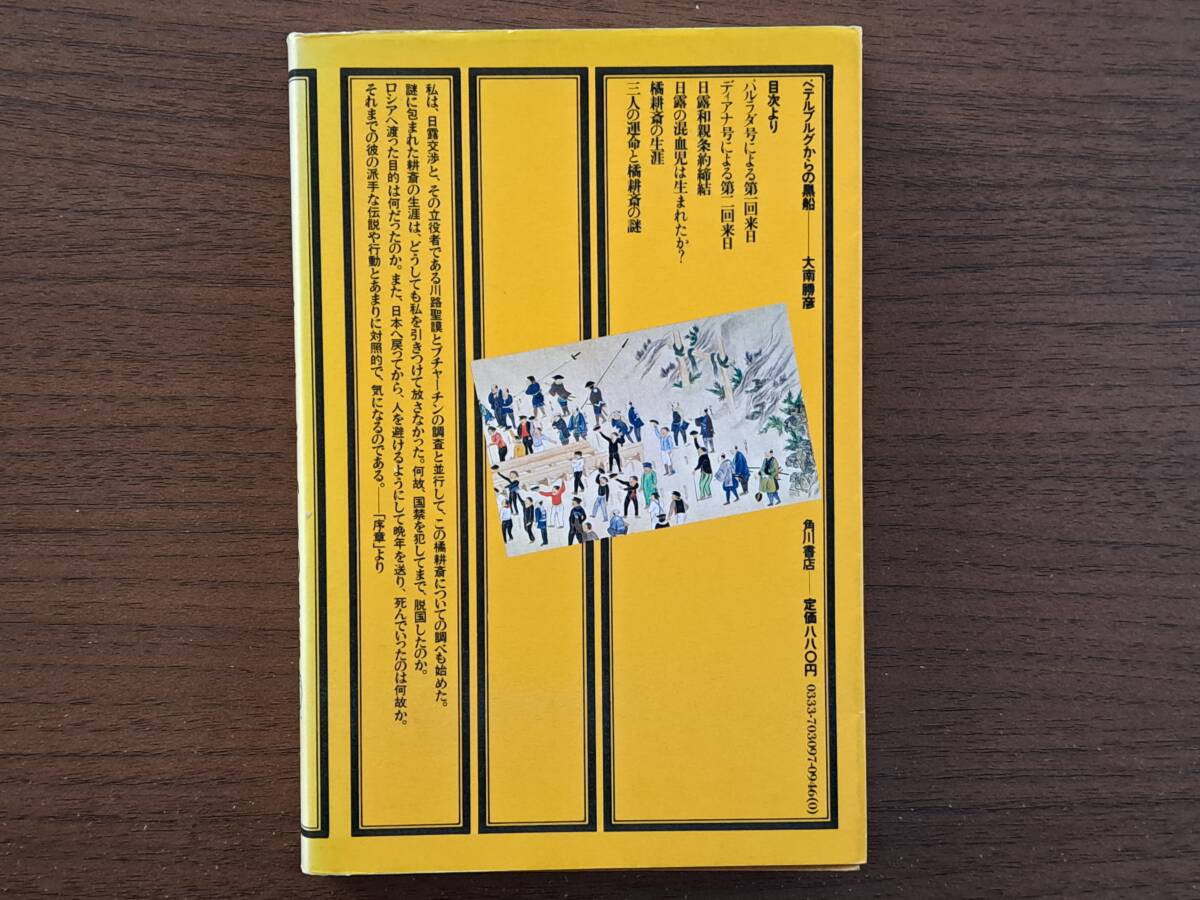 ペテルブルグからの黒船――大南勝彦
角川書店――定価八八〇円 0333-703097-0946(0)
目次より
パルラダ号による第一回来日
ディアナ号による第二回来日
日露和親条約締結
日露の混血児は生まれたか?
橘耕斎の生涯
三人の運命と橘耕斎の謎
私は、日露交渉と、その立役者である川路聖謨とプチャーチンの調査と並行して、この橘耕斎についての調べも始めた。
謎に包まれた耕斎の生涯は、どうしても私を引きつけて放さなかった。何故、国禁を犯してまで、脱国したのか。
ロシアへ渡った目的は何だったのか。また、日本へ戻ってから、人を避けるようにして晩年を送り、死んでいったのは何故か。
それまでの彼の派手な伝説や行動とあまりに対照的で、気になるのである。――「序章」より